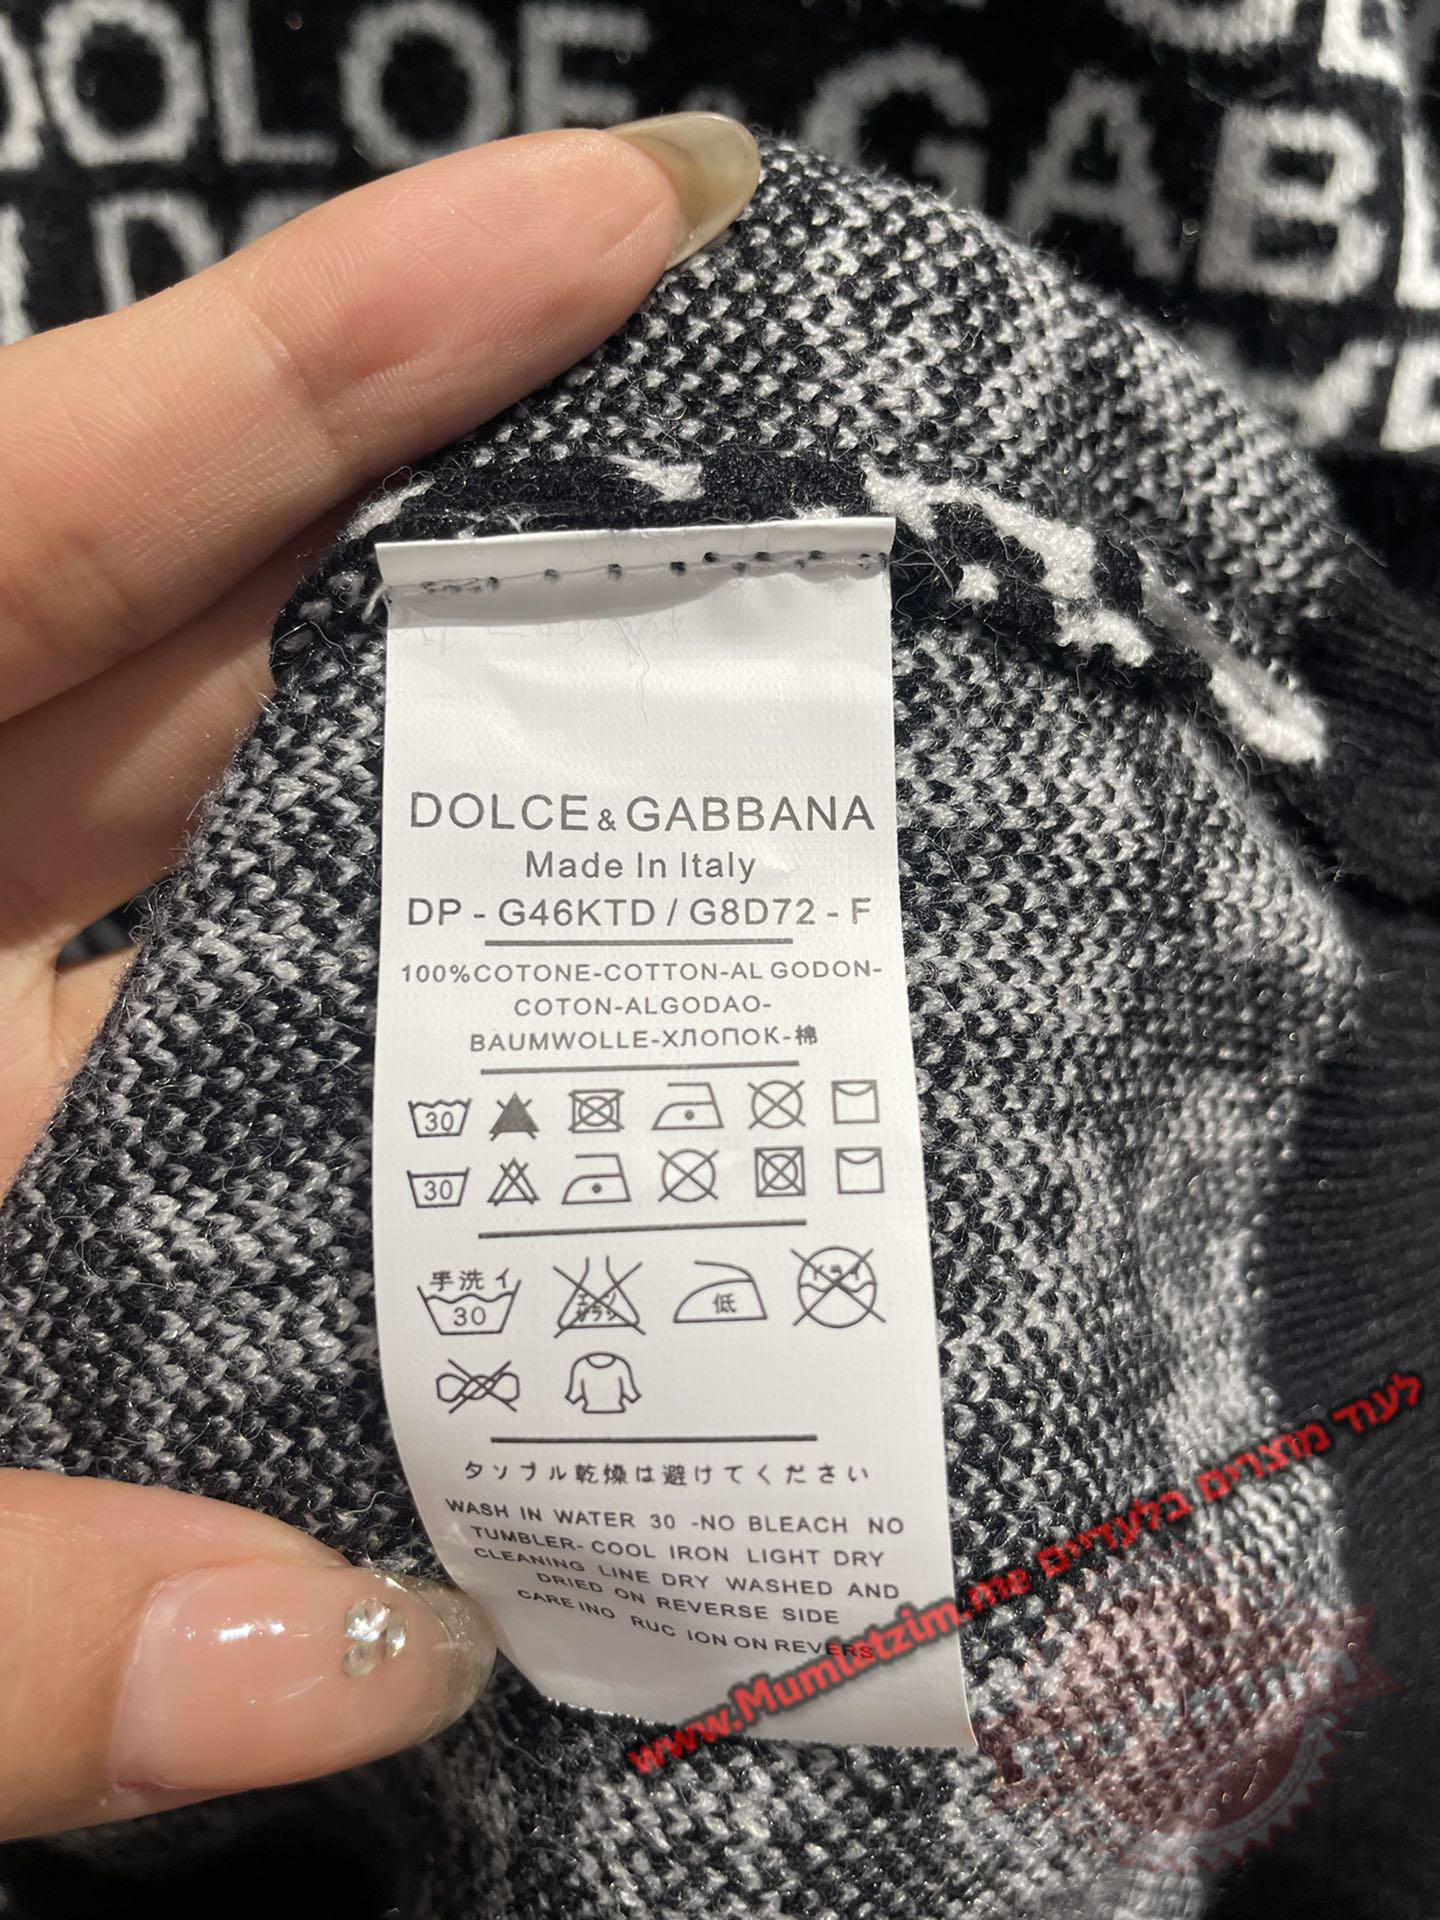 DOLCE & GABB
DOLCE&GABBANA
Made In Italy
DP - G46KTD / G8D72 - F
100%COTONE-COTTON-AL GODON-
COTON-ALGODAO-
BAUMWOLLE-ХЛОПОК-棉
30
30
手洗イ
30
低
タンブル乾燥は避けてください
WASH IN WATER 30 -NO BLEACH NO
TUMBLER- COOL IRON LIGHT DRY
CLEANING LINE DRY WASHED AND
DRIED ON REVERSE SIDE
CARE INO RUC ION ON REVERS
www.Mumlatzim.me לעוד מוצרים בלעדיים